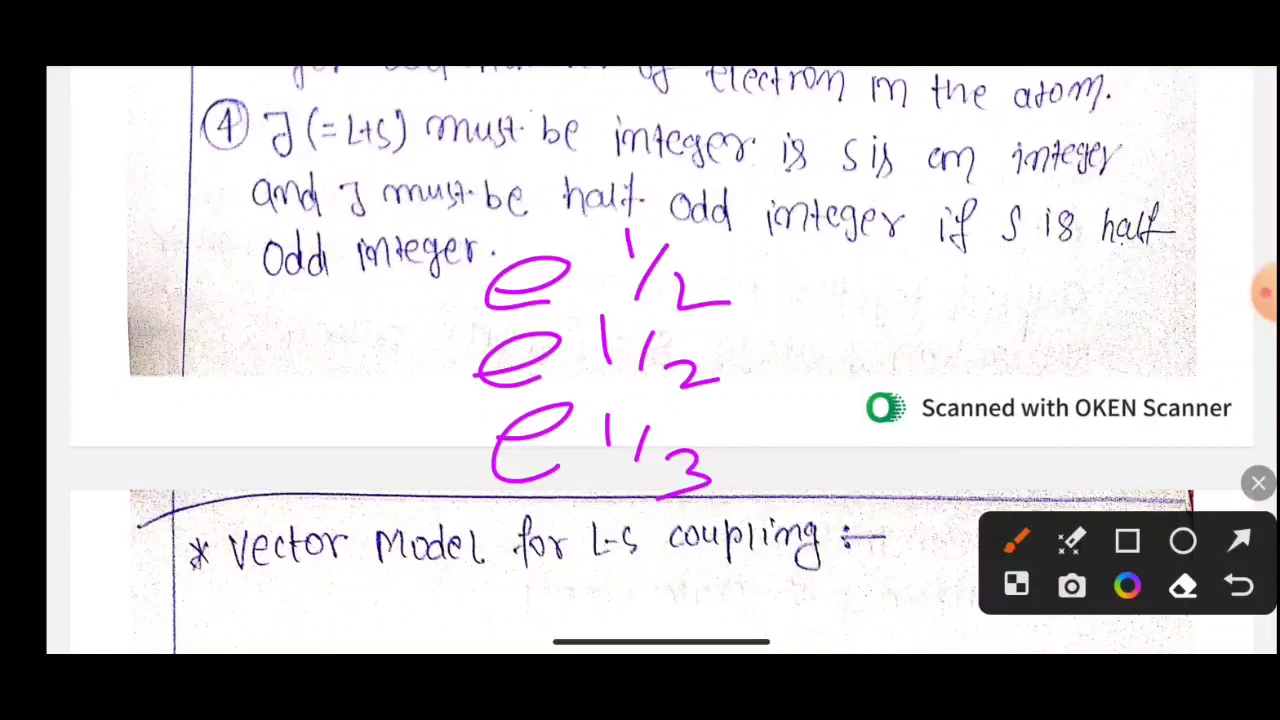 of electron in the atom.
④ J (= L+S) must be integer is S is an integer
and J must be half odd integer if S is half
odd integer.
e 1/2
e 1/2
e 1/3
Scanned with OKEN Scanner
* Vector Model for L-S coupling :-